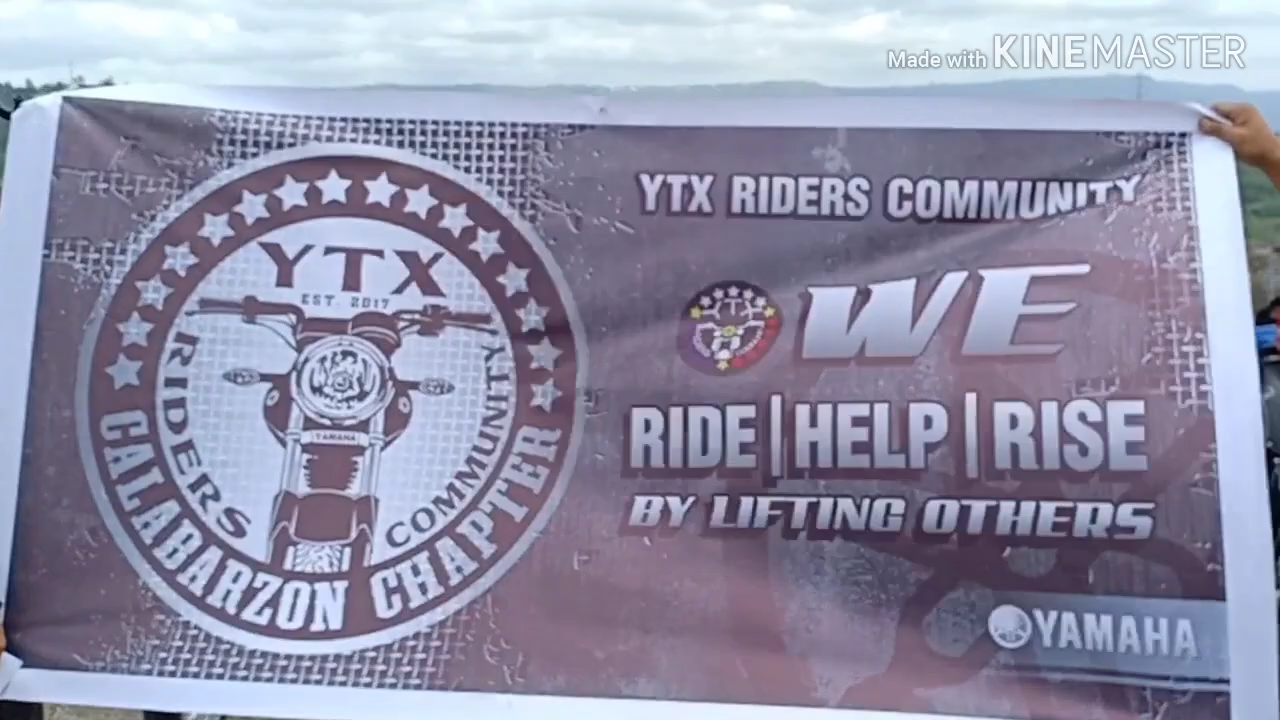 Made with KINEMASTER
YTX
EST. 2017
RIDERS COMMUNITY
YAMAHA
CALABARZON CHAPTER
YTX RIDERS COMMUNITY
WE
RIDE|HELP|RISE
BY LIFTING OTHERS
YAMAHA